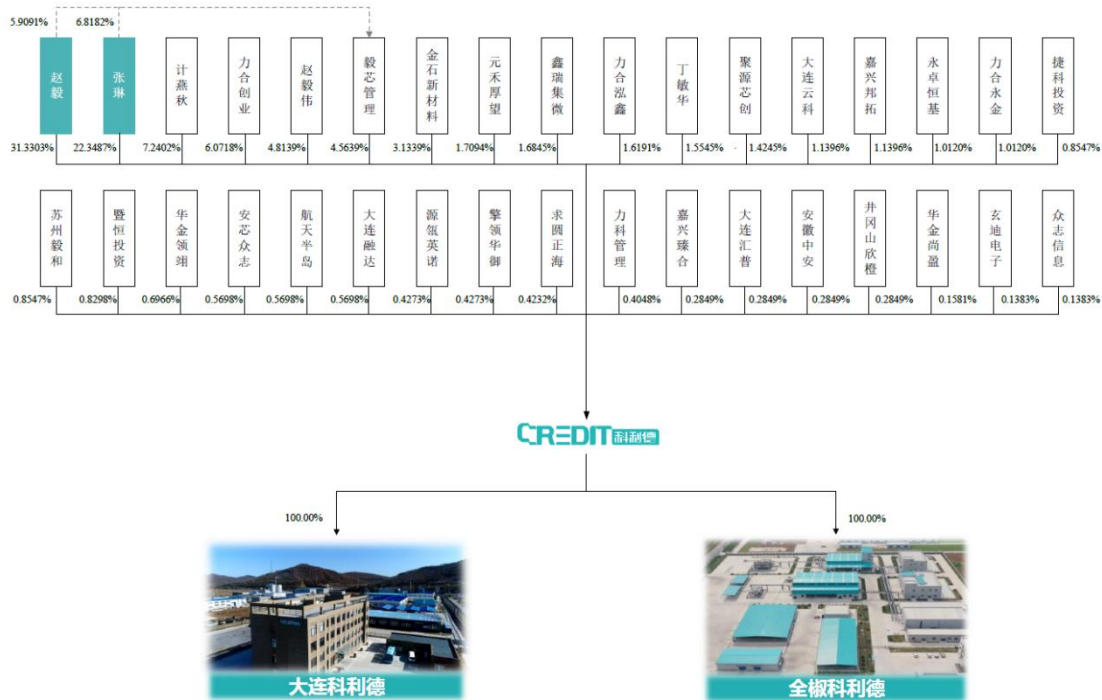 5.9091%
6.8182%
赵毅
张琳
计燕秋
力合创业
赵毅伟
毅芯管理
金石新材料
元禾厚望
鑫瑞集微
力合泓鑫
丁敏华
聚源芯创
大连云科
嘉兴邦拓
永卓恒基
力合永金
捷科投资
31.3303%
22.3487%
7.2402%
6.0718%
4.8139%
4.5639%
3.1339%
1.7094%
1.6845%
1.6191%
1.5545%
1.4245%
1.1396%
1.1396%
1.0120%
1.0120%
0.8547%
苏州毅和
暨恒投资
华金领翊
安芯众志
航天半岛
大连融达
源氙英诺
擎领华御
求圆正海
力科管理
嘉兴臻合
大连汇普
安徽中安
井冈山欣橙
华金尚盈
玄迪电子
众志信息
0.8547%
0.8298%
0.6966%
0.5698%
0.5698%
0.5698%
0.4273%
0.4273%
0.4232%
0.4048%
0.2849%
0.2849%
0.2849%
0.2849%
0.1581%
0.1383%
0.1383%
CREDIT科利德
100.00%
100.00%
大连科利德
全椒科利德